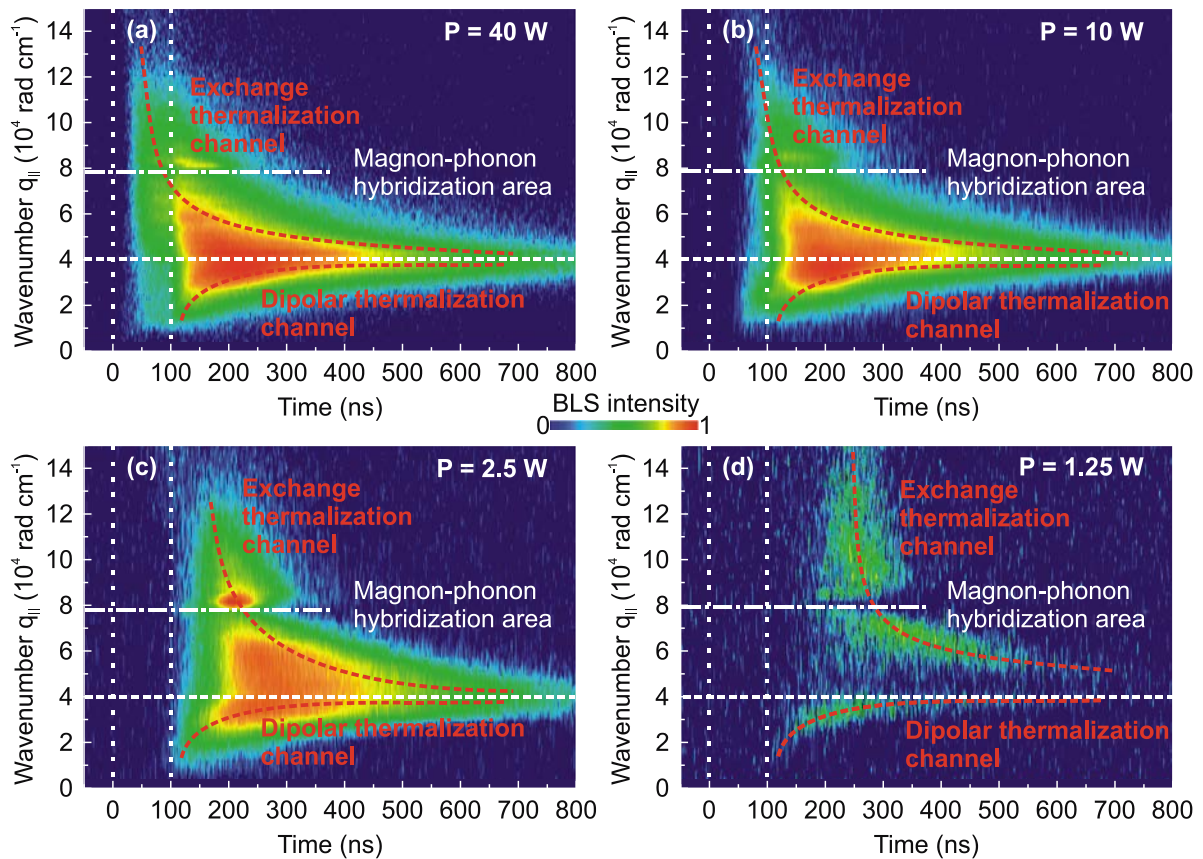 (a)
P = 40 W
Exchange
thermalization
channel
Magnon-phonon
hybridization area
Dipolar thermalization
channel
Wavenumber q|| (10⁴ rad cm⁻¹)
14
12
10
8
6
4
2
0
0 100 200 300 400 500 600 700 800
Time (ns)
(b)
P = 10 W
Exchange
thermalization
channel
Magnon-phonon
hybridization area
Dipolar thermalization
channel
Wavenumber q|| (10⁴ rad cm⁻¹)
14
12
10
8
6
4
2
0
0 100 200 300 400 500 600 700 800
Time (ns)
BLS intensity
0 1
(c)
P = 2.5 W
Exchange
thermalization
channel
Magnon-phonon
hybridization area
Dipolar thermalization
channel
Wavenumber q|| (10⁴ rad cm⁻¹)
14
12
10
8
6
4
2
0
0 100 200 300 400 500 600 700 800
Time (ns)
(d)
P = 1.25 W
Exchange
thermalization
channel
Magnon-phonon
hybridization area
Dipolar thermalization
channel
Wavenumber q|| (10⁴ rad cm⁻¹)
14
12
10
8
6
4
2
0
0 100 200 300 400 500 600 700 800
Time (ns)